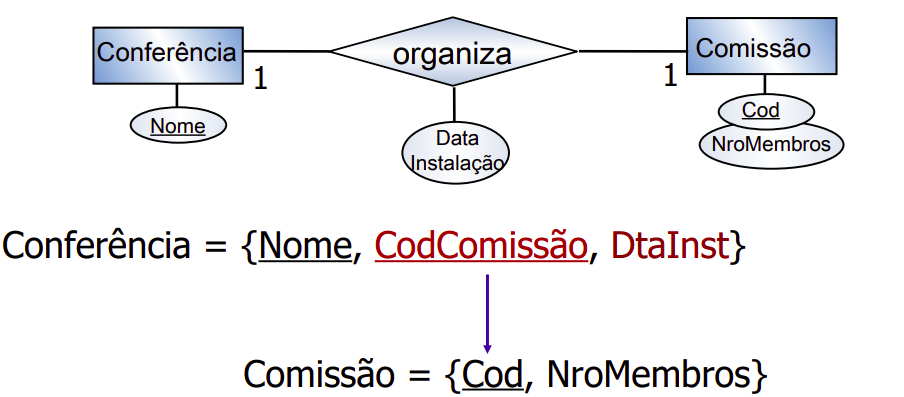 Conferência
organiza
Comissão
1
1
Nome
Data
Instalação
Cod
NroMembros
Conferência = {Nome, CodComissão, DtaInst}
Comissão = {Cod, NroMembros}